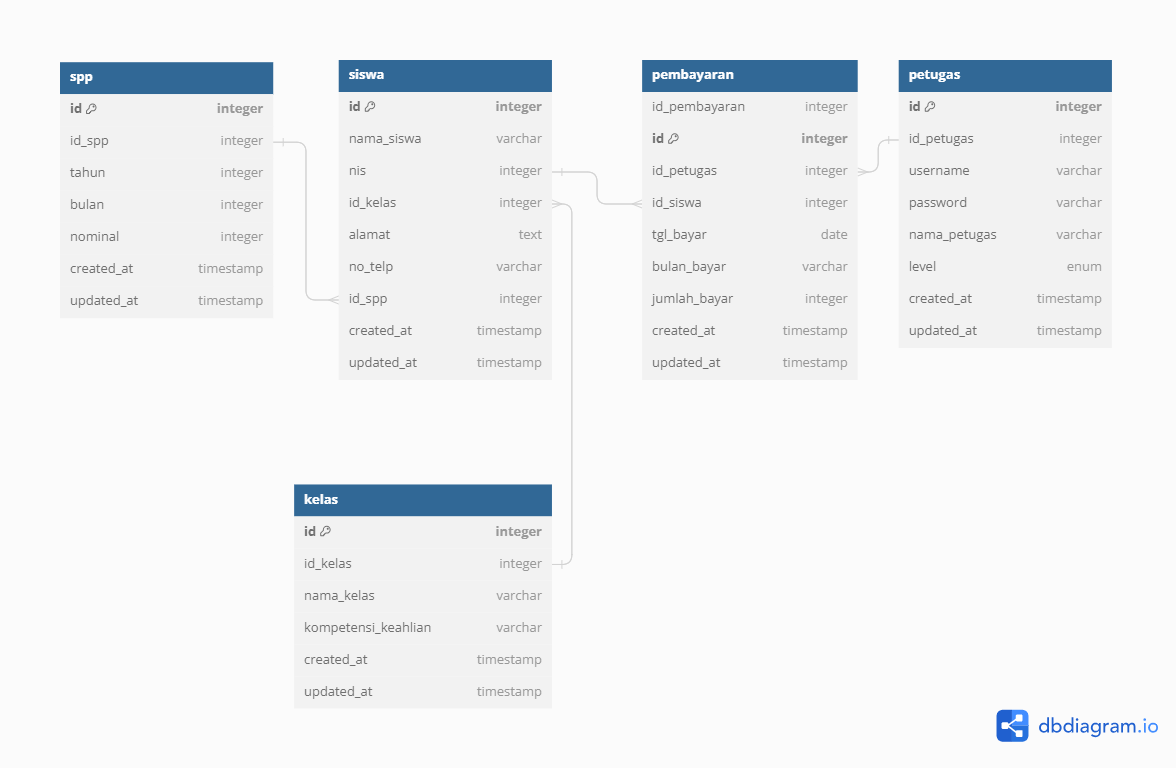 spp
id integer
id_spp integer
tahun integer
bulan integer
nominal integer
created_at timestamp
updated_at timestamp
siswa
id integer
nama_siswa varchar
nis integer
id_kelas integer
alamat text
no_telp varchar
id_spp integer
created_at timestamp
updated_at timestamp
pembayaran
id_pembayaran integer
id integer
id_petugas integer
id_siswa integer
tgl_bayar date
bulan_bayar varchar
jumlah_bayar integer
created_at timestamp
updated_at timestamp
petugas
id integer
id_petugas integer
username varchar
password varchar
nama_petugas varchar
level enum
created_at timestamp
updated_at timestamp
kelas
id integer
id_kelas integer
nama_kelas varchar
kompetensi_keahlian varchar
created_at timestamp
updated_at timestamp
dbdiagram.io